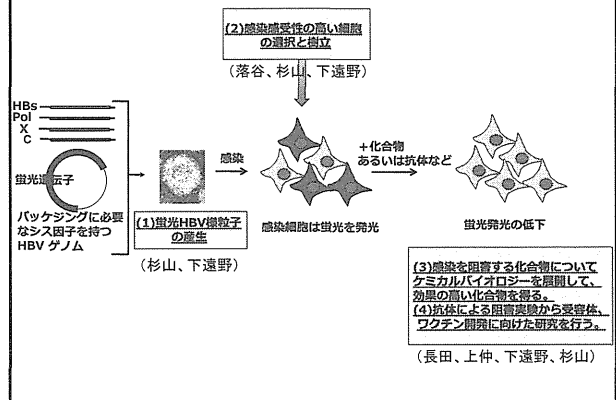 (2)感染感受性の高い細胞
の選択と樹立
(落谷、杉山、下遠野)
HBs
Pol
X
C
蛍光遺伝子
パッケジングに必要
なシス因子を持つ
HBV ゲノム
(1)蛍光HBV様粒子
の産生
(杉山、下遠野)
感染
感染細胞は蛍光を発光
+化合物
あるいは抗体など
蛍光発光の低下
(3)感染を阻害する化合物について
ケミカルバイオロジーを展開して、
効果の高い化合物を得る。
(4)抗体による阻害実験から受容体、
ワクチン開発に向けた研究を行う。
(長田、上仲、下遠野、杉山)